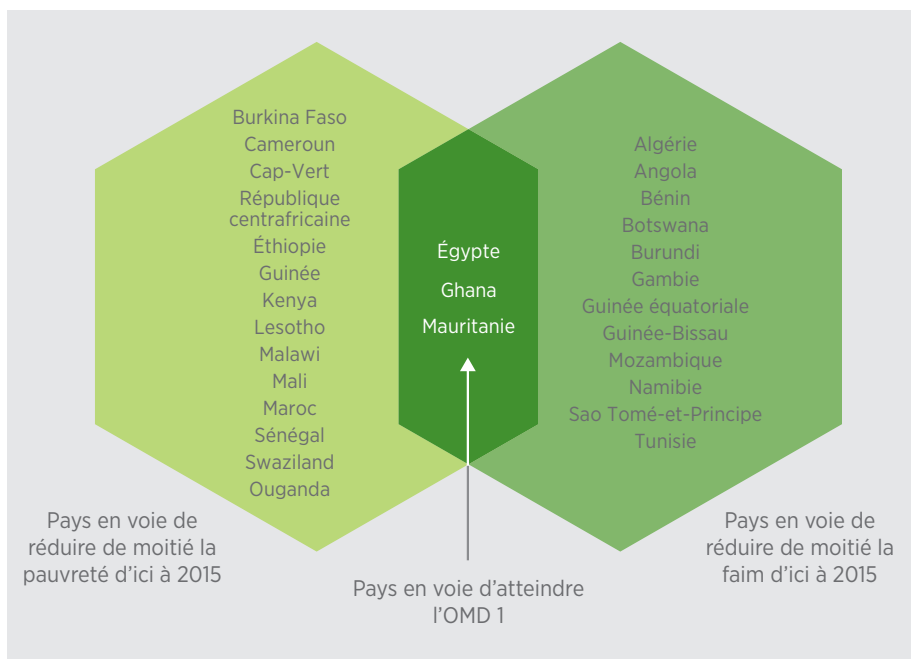 Burkina Faso
Cameroun
Cap-Vert
République
centrafricaine
Éthiopie
Guinée
Kenya
Lesotho
Malawi
Mali
Maroc
Sénégal
Swaziland
Ouganda
Égypte
Ghana
Mauritanie
Algérie
Angola
Bénin
Botswana
Burundi
Gambie
Guinée équatoriale
Guinée-Bissau
Mozambique
Namibie
Sao Tomé-et-Principe
Tunisie
Pays en voie de
réduire de moitié la
pauvreté d’ici à 2015
Pays en voie d’atteindre
l’OMD 1
Pays en voie de
réduire de moitié la
faim d’ici à 2015